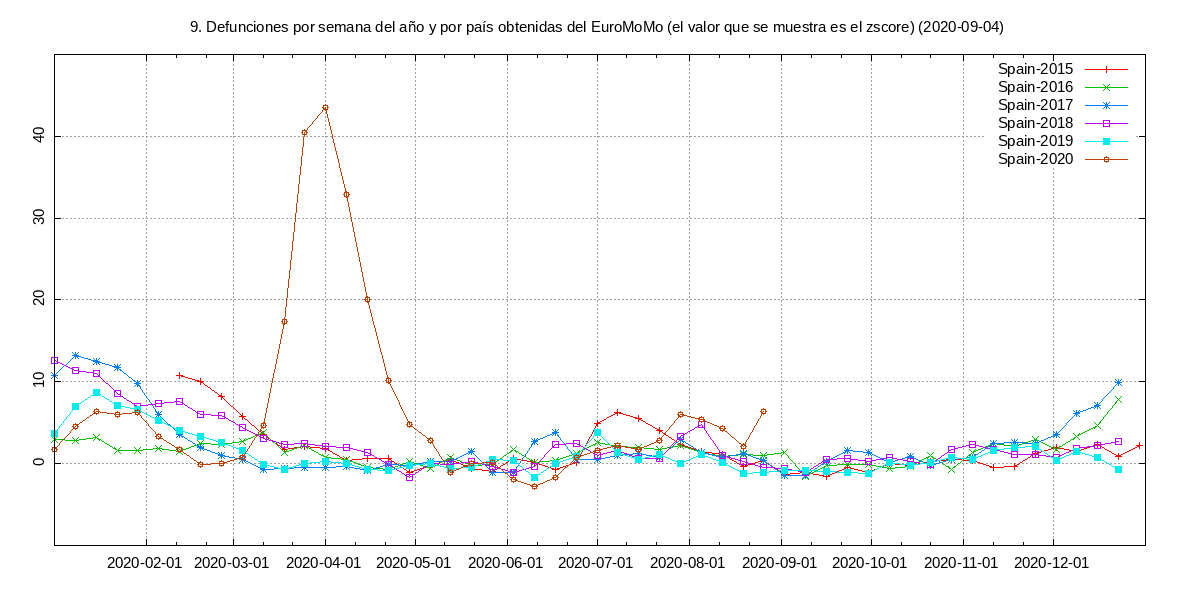 9. Defunciones por semana del año y por país obtenidas del EuroMoMo (el valor que se muestra es el zscore) (2020-09-04)
Spain-2015
Spain-2016
Spain-2017
Spain-2018
Spain-2019
Spain-2020
40
30
20
10
0
2020-02-01 2020-03-01 2020-04-01 2020-05-01 2020-06-01 2020-07-01 2020-08-01 2020-09-01 2020-10-01 2020-11-01 2020-12-01